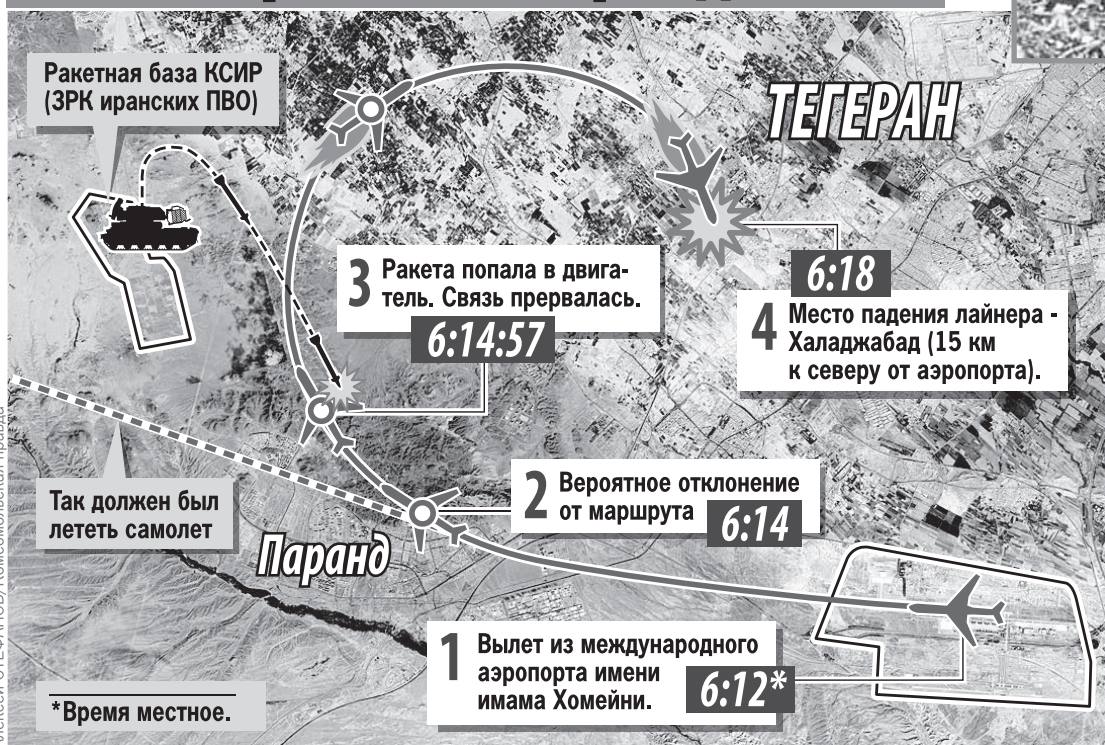 Ракетная база КСИР
(ЗРК иранских ПВО)
ТЕГЕРАН
3 Ракета попала в двига-
тель. Связь прервалась.
6:14:57
6:18
4 Место падения лайнера -
Халаджабад (15 км
к северу от аэропорта).
Так должен был
лететь самолет
2 Вероятное отклонение
от маршрута 6:14
Паранд
1 Вылет из международного
аэропорта имени
имама Хомейни. 6:12*
*Время местное.